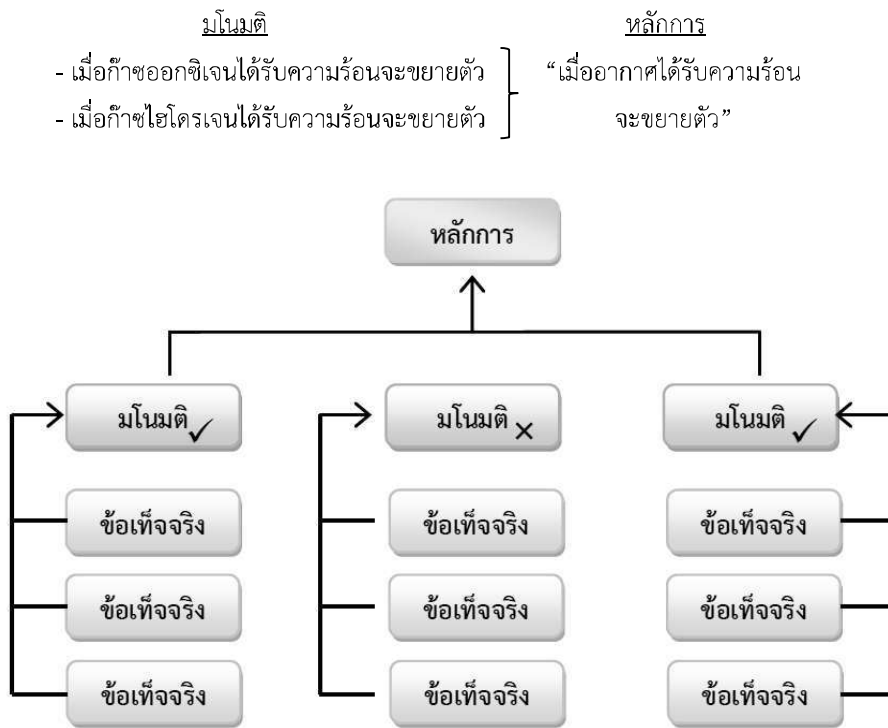 มโนมติ หลักการ
- เมื่อก๊าซออกซิเจนได้รับความร้อนจะขยายตัว “เมื่ออากาศได้รับความร้อน
- เมื่อก๊าซไฮโดรเจนได้รับความร้อนจะขยายตัว จะขยายตัว”
หลักการ
มโนมติ ✓ มโนมติ × มโนมติ ✓
ข้อเท็จจริง ข้อเท็จจริง ข้อเท็จจริง
ข้อเท็จจริง ข้อเท็จจริง ข้อเท็จจริง
ข้อเท็จจริง ข้อเท็จจริง ข้อเท็จจริง